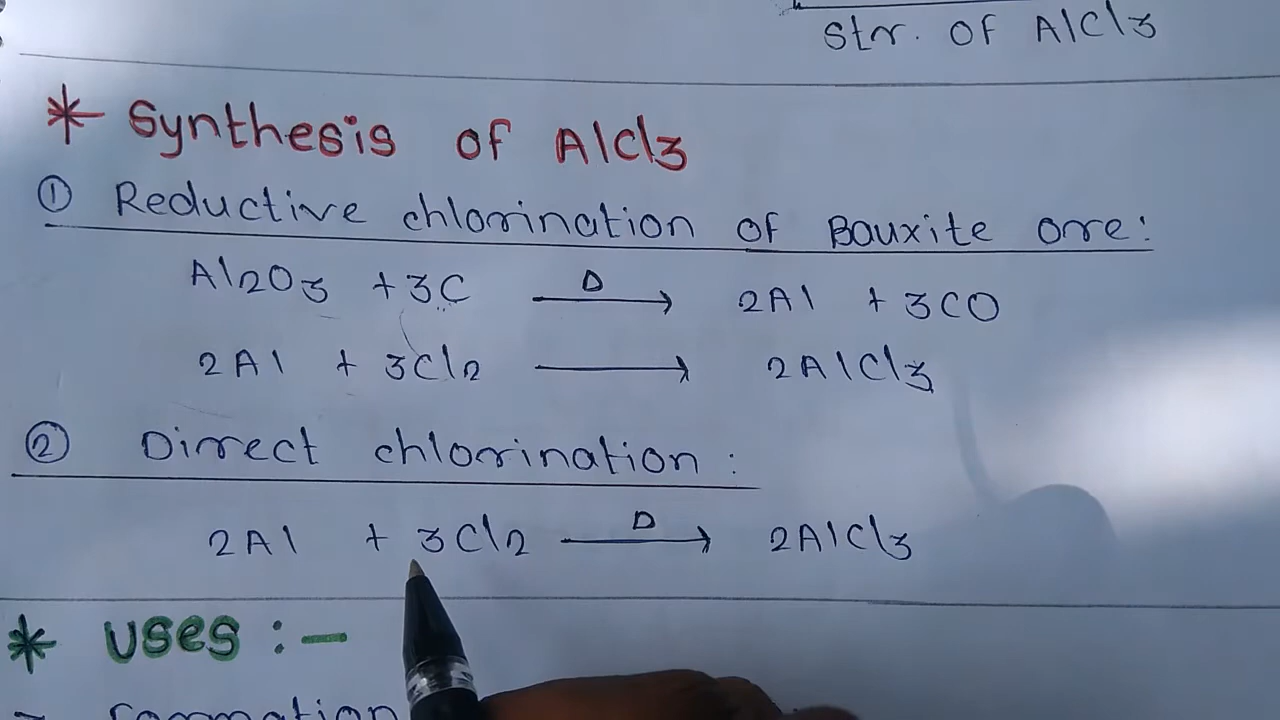 Str. OF AlCl3
* Synthesis of AlCl3
① Reductive chlorination of Bauxite ore:
Al2O3 + 3C Δ→ 2Al + 3CO
2Al + 3Cl2 → 2AlCl3
② Direct chlorination :
2Al + 3Cl2 Δ→ 2AlCl3
* Uses :-
- Formation